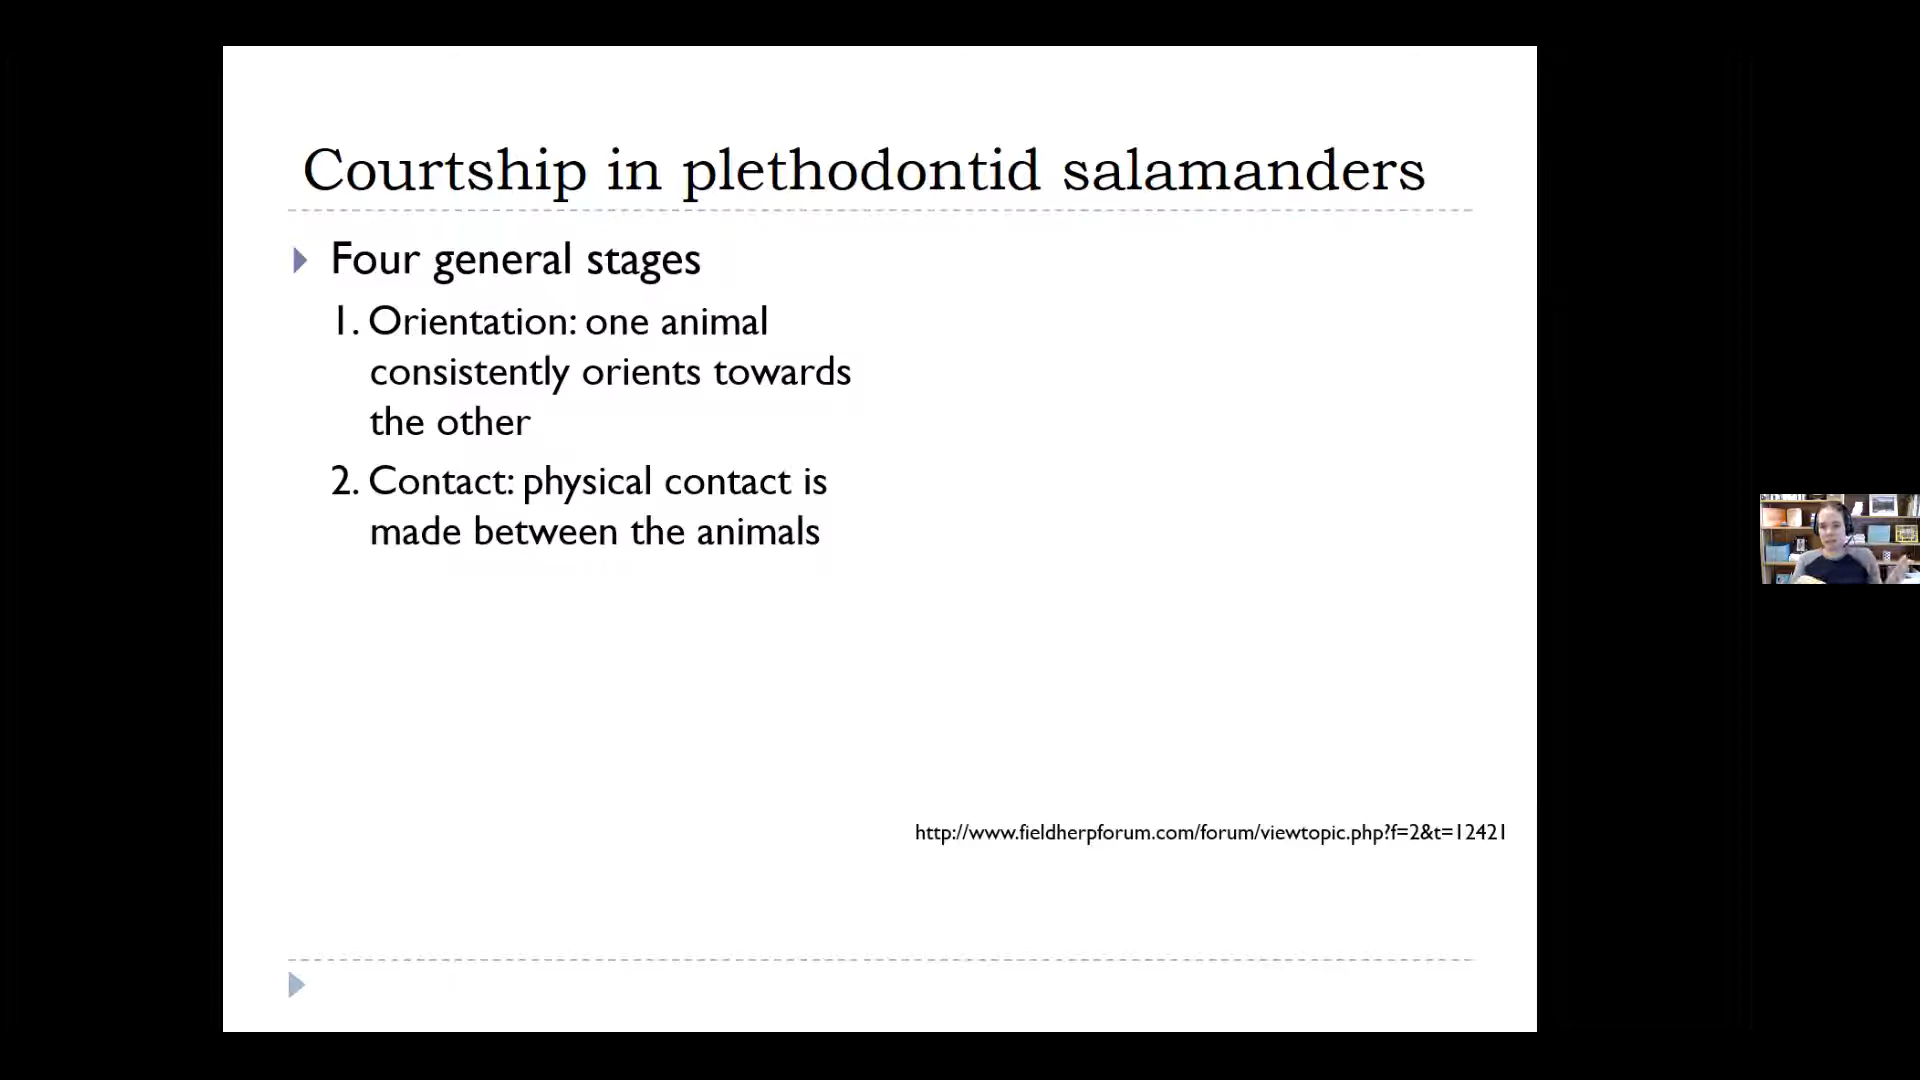 Courtship in plethodontid salamanders
Four general stages
1. Orientation: one animal
consistently orients towards
the other
2. Contact: physical contact is
made between the animals
http://www.fieldherpforum.com/forum/viewtopic.php?f=2&t=12421